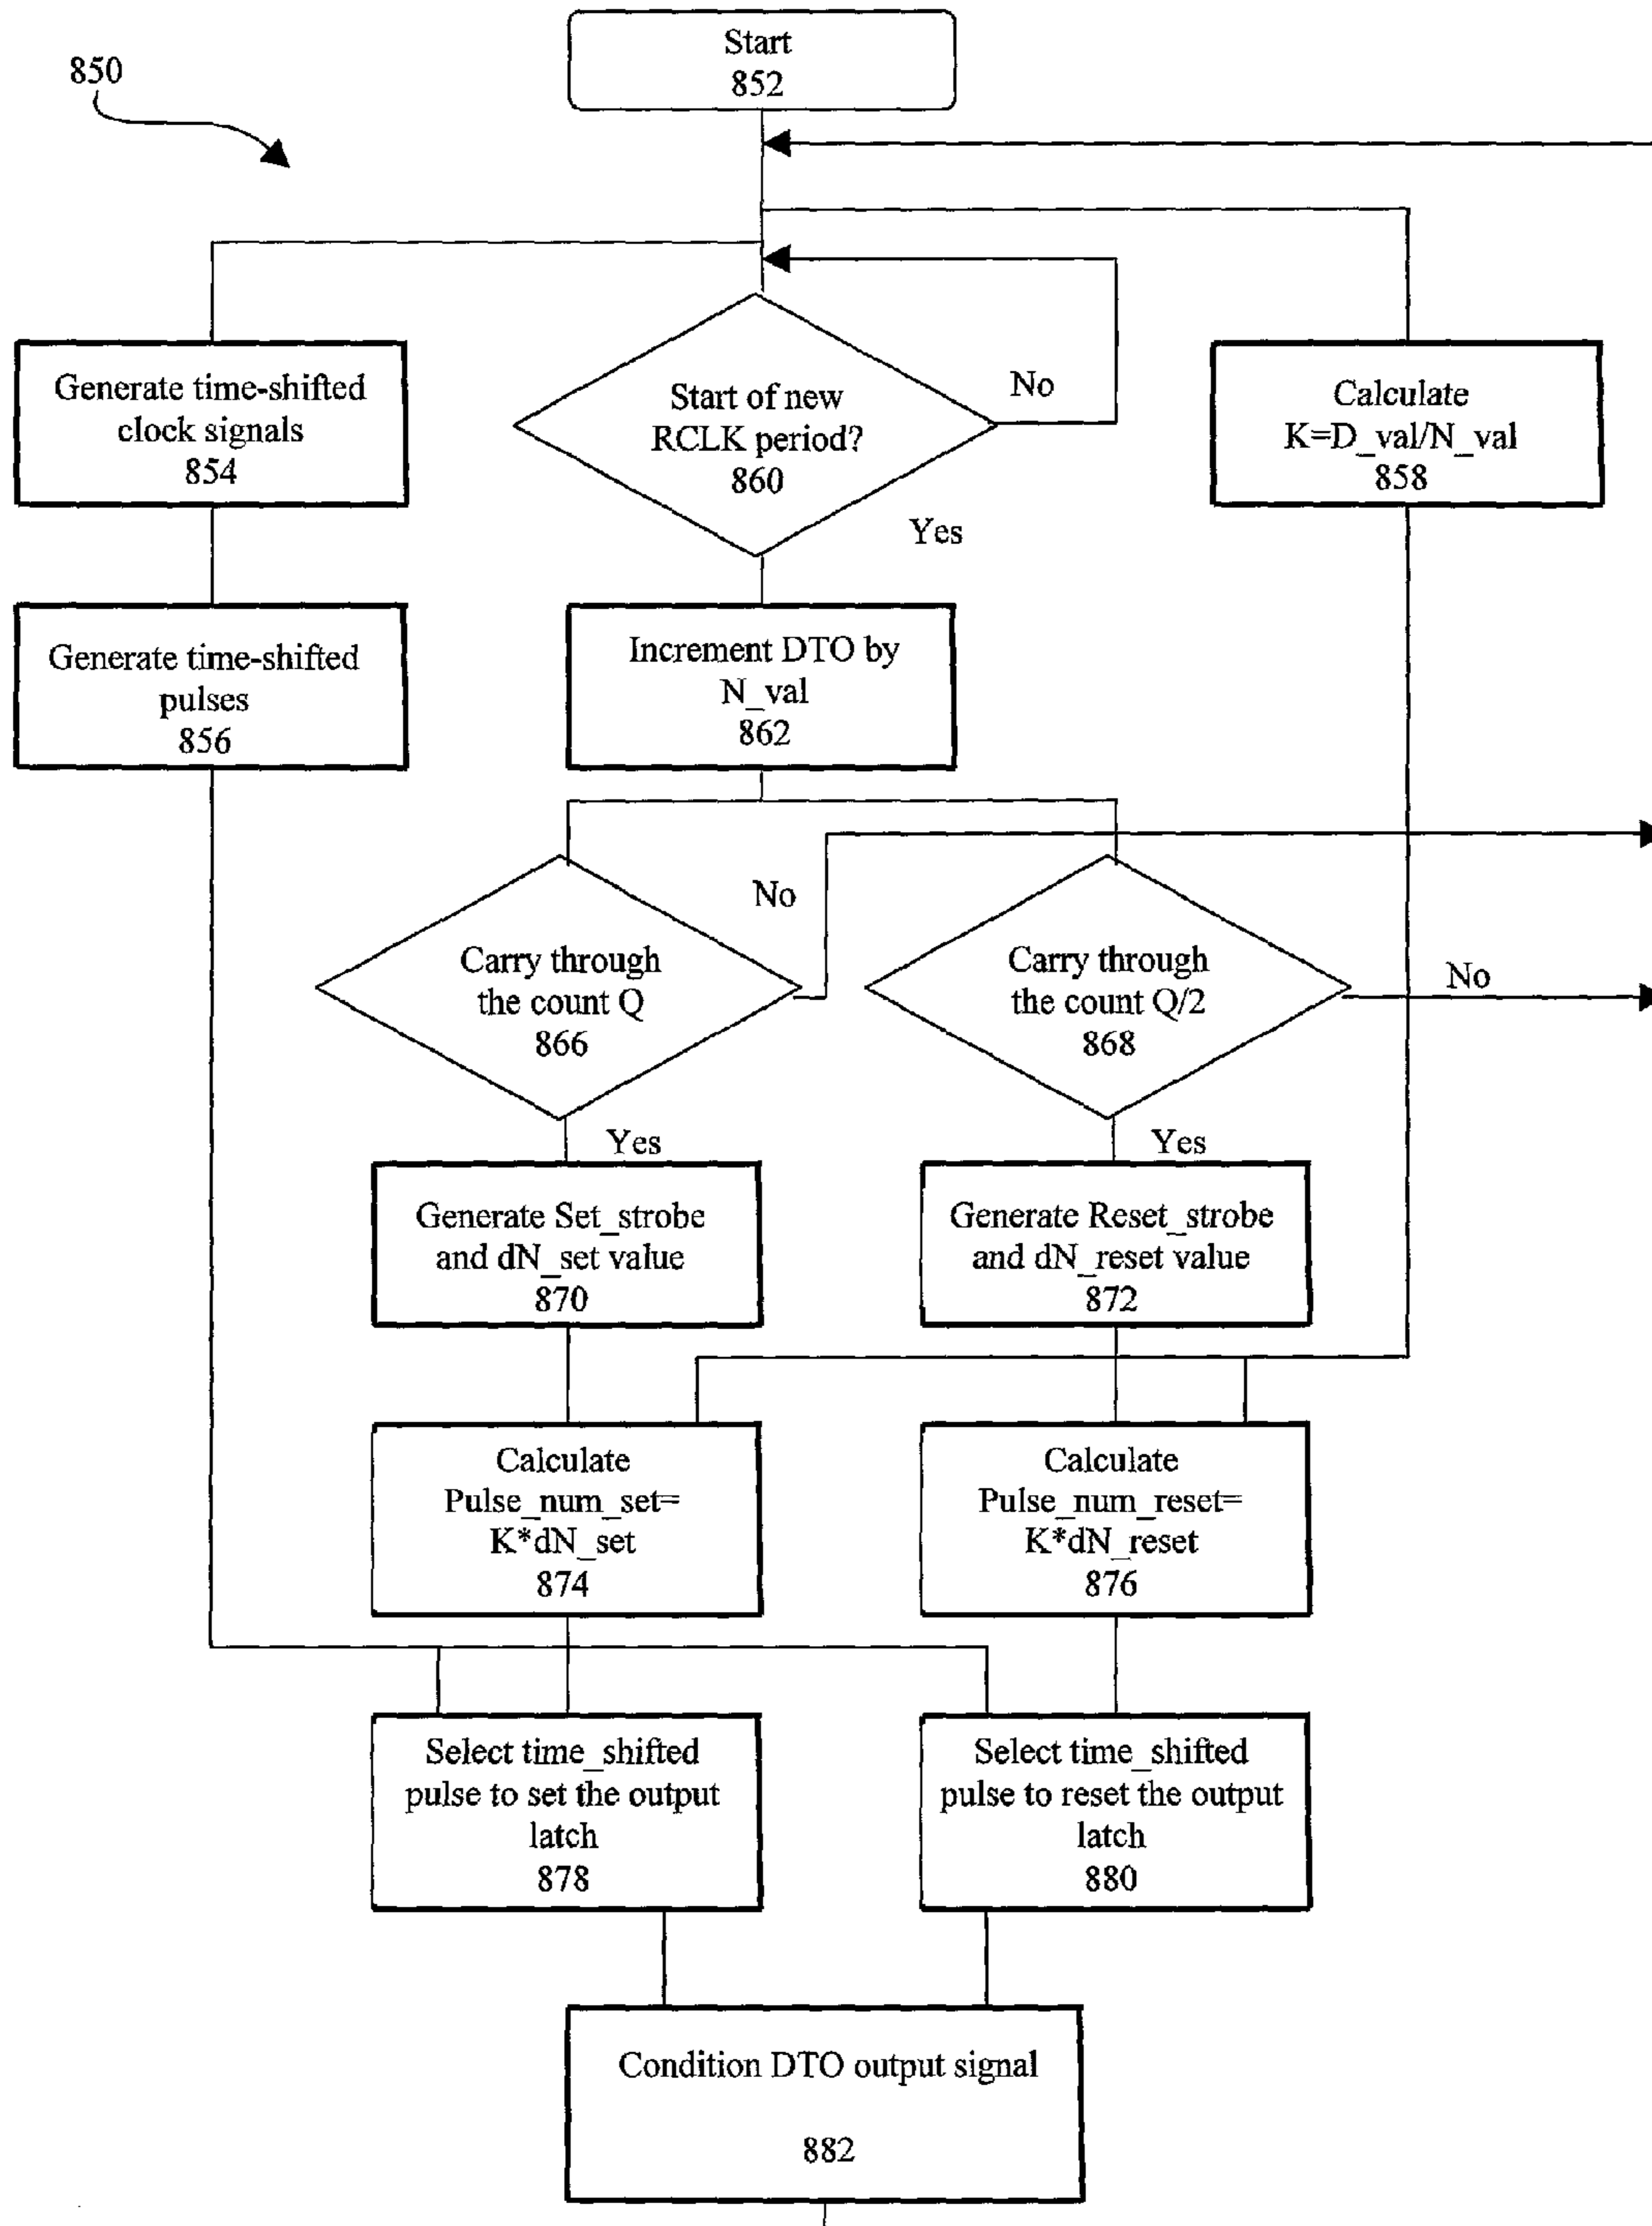 Start
852
850
Generate time-shifted
clock signals
854
Start of new
RCLK period?
860
No
Yes
Calculate
K=D_val/N_val
858
Generate time-shifted
pulses
856
Increment DTO by
N_val
862
Carry through
the count Q
866
No
Yes
Carry through
the count Q/2
868
No
Yes
Generate Set_strobe
and dN_set value
870
Generate Reset_strobe
and dN_reset value
872
Calculate
Pulse_num_set=
K*dN_set
874
Calculate
Pulse_num_reset=
K*dN_reset
876
Select time_shifted
pulse to set the output
latch
878
Select time_shifted
pulse to reset the output
latch
880
Condition DTO output signal
882